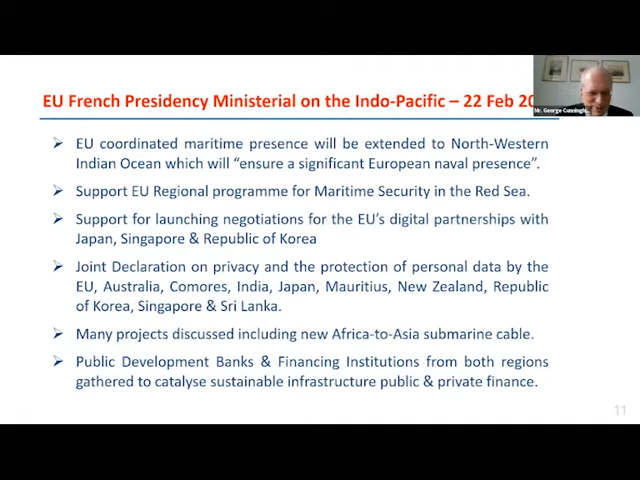 EU French Presidency Ministerial on the Indo-Pacific – 22 Feb
Mr. George
➢ EU coordinated maritime presence will be extended to North-Western
Indian Ocean which will “ensure a significant European naval presence”.
➢ Support EU Regional programme for Maritime Security in the Red Sea.
➢ Support for launching negotiations for the EU’s digital partnerships with
Japan, Singapore & Republic of Korea
➢ Joint Declaration on privacy and the protection of personal data by the
EU, Australia, Comores, India, Japan, Mauritius, New Zealand, Republic
of Korea, Singapore & Sri Lanka.
➢ Many projects discussed including new Africa-to-Asia submarine cable.
➢ Public Development Banks & Financing Institutions from both regions
gathered to catalyse sustainable infrastructure public & private finance.
11